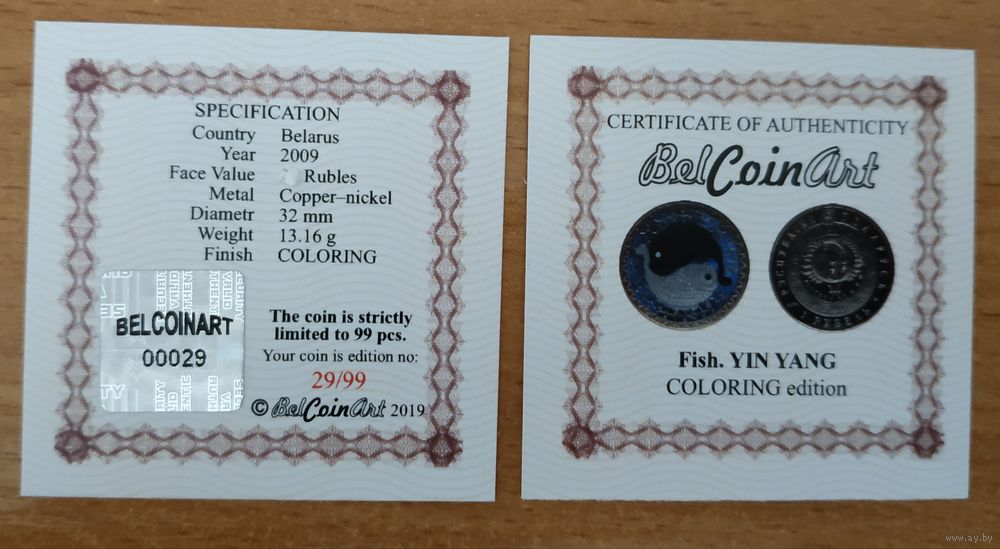 SPECIFICATION
Country Belarus
Year 2009
Face Value Rubles
Metal Copper–nickel
Diametr 32 mm
Weight 13.16 g
Finish COLORING
BELCOINART
00029
The coin is strictly
limited to 99 pcs.
Your coin is edition no:
29/99
© BelCoinArt 2019
CERTIFICATE OF AUTHENTICITY
BelCoinArt
Fish. YIN YANG
COLORING edition
www.ay.by